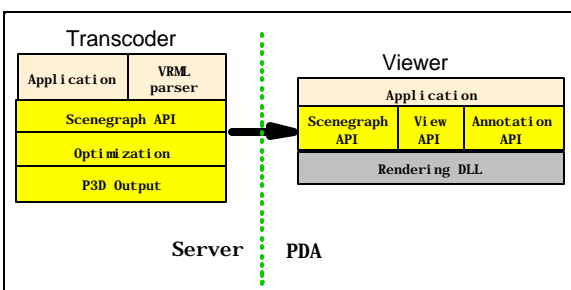 Transcoder
Application
VRML
parser
Scenegraph API
Optimization
P3D Output
Server
Viewer
Application
Scenegraph
API
View
API
Annotation
API
Rendering DLL
PDA